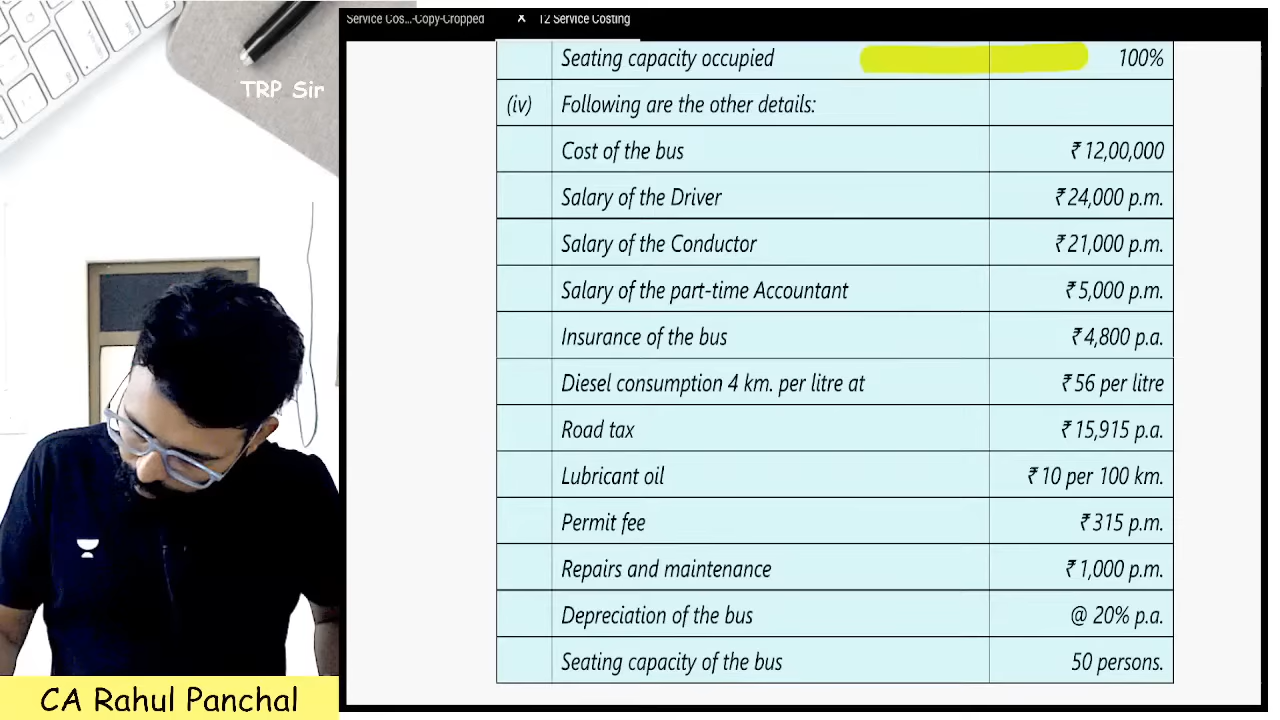 Service Cos...-Copy-Cropped X 12 Service Costing
TRP Sir
Seating capacity occupied 100%
(iv) Following are the other details:
Cost of the bus ₹ 12,00,000
Salary of the Driver ₹ 24,000 p.m.
Salary of the Conductor ₹ 21,000 p.m.
Salary of the part-time Accountant ₹ 5,000 p.m.
Insurance of the bus ₹ 4,800 p.a.
Diesel consumption 4 km. per litre at ₹ 56 per litre
Road tax ₹ 15,915 p.a.
Lubricant oil ₹ 10 per 100 km.
Permit fee ₹ 315 p.m.
Repairs and maintenance ₹ 1,000 p.m.
Depreciation of the bus @ 20% p.a.
Seating capacity of the bus 50 persons.
CA Rahul Panchal